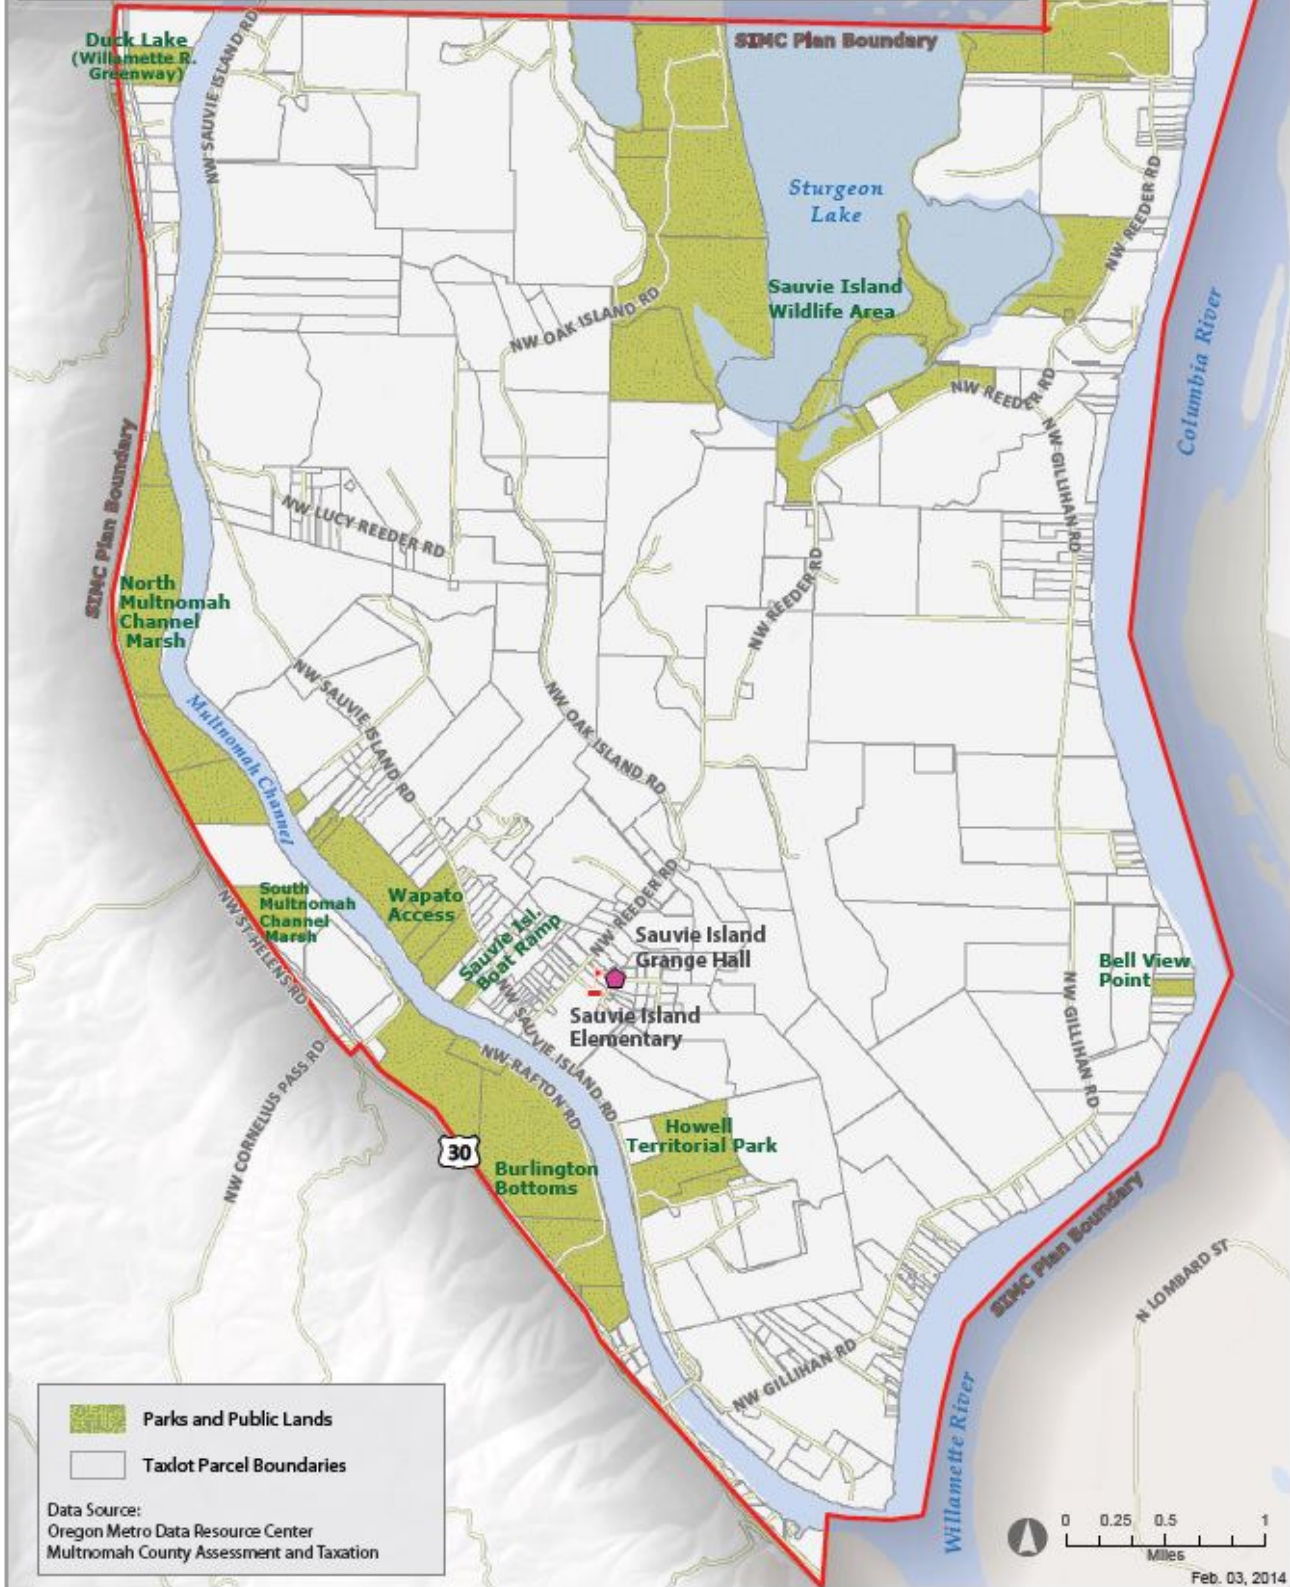 SIMC Plan Boundary
Duck Lake
(Willamette R.
Greenway)
NW SAUVIE ISLAND RD
NW REEDER RD
Sturgeon
Lake
Sauvie Island
Wildlife Area
NW OAK ISLAND RD
Columbia River
NW REEDER RD
SIMC Plan Boundary
NW GILLIHAN RD
NW LUCY REEDER RD
North
Multnomah
Channel
Marsh
NW REEDER RD
NW SAUVIE ISLAND RD
NW OAK ISLAND RD
Multnomah Channel
South
Multnomah
Channel
Marsh
Wapato
Access
NW REEDER RD
Sauvie Isl.
Boat Ramp
NW ST HELENS RD
Sauvie Island
Grange Hall
Bell View
Point
Sauvie Island
Elementary
NW SAUVIE ISLAND RD
NW GILLIHAN RD
NW RAFTON RD
NW CORNELIUS PASS RD
Howell
Territorial Park
30
Burlington
Bottoms
SIMC Plan Boundary
N LOMBARD ST
NW GILLIHAN RD
Willamette River
Parks and Public Lands
Taxlot Parcel Boundaries
Data Source:
Oregon Metro Data Resource Center
Multnomah County Assessment and Taxation
0 0.25 0.5 1
Miles
Feb. 03, 2014